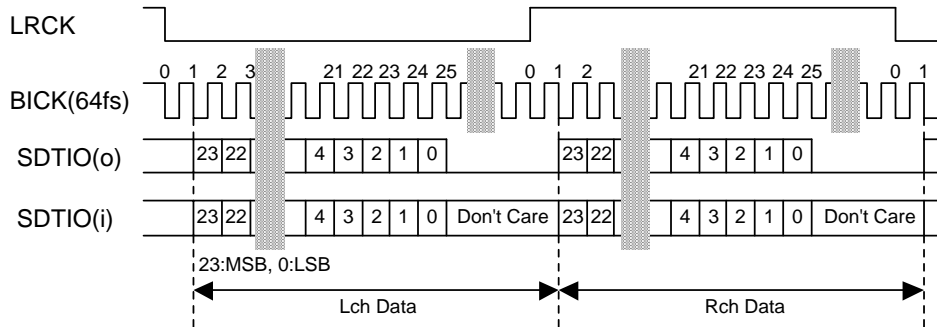 LRCK
0 1 2 3 21 22 23 24 25 0 1 2 21 22 23 24 25 0 1
BICK(64fs)
SDTIO(o) 23 22 4 3 2 1 0 23 22 4 3 2 1 0
SDTIO(i) 23 22 4 3 2 1 0 Don't Care 23 22 4 3 2 1 0 Don't Care
23:MSB, 0:LSB
Lch Data Rch Data